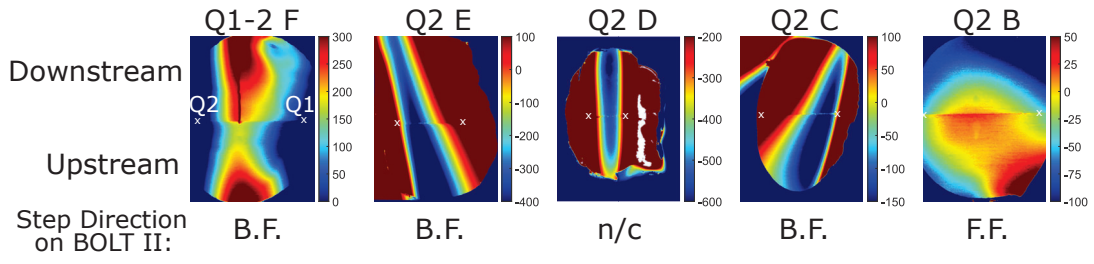 Q1-2 F
Q2 E
Q2 D
Q2 C
Q2 B
Downstream
Upstream
Q2
Q1
x
x
x
x
x
x
x
x
x
x
300
250
200
150
100
50
0
100
0
-100
-200
-300
-400
-200
-300
-400
-500
-600
100
50
0
-50
-100
-150
50
25
0
-25
-50
-75
-100
Step Direction
on BOLT II:
B.F.
B.F.
n/c
B.F.
F.F.